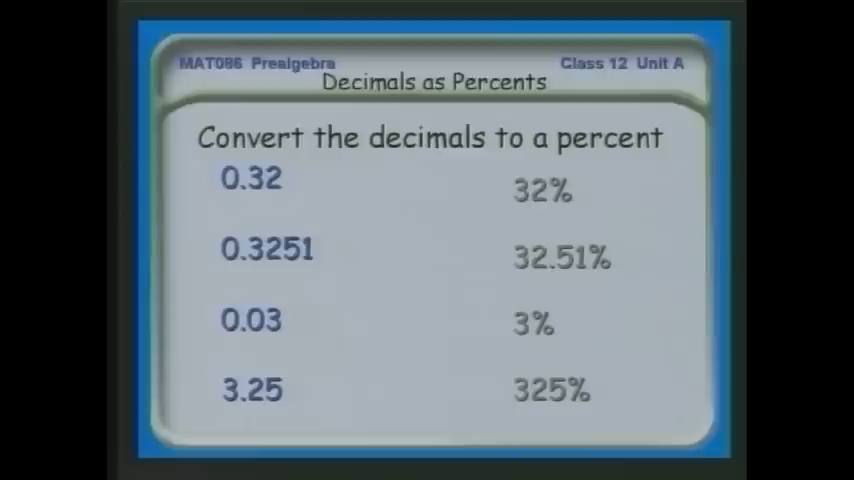 MAT086 Prealgebra Class 12 Unit A
Decimals as Percents
Convert the decimals to a percent
0.32 32%
0.3251 32.51%
0.03 3%
3.25 325%